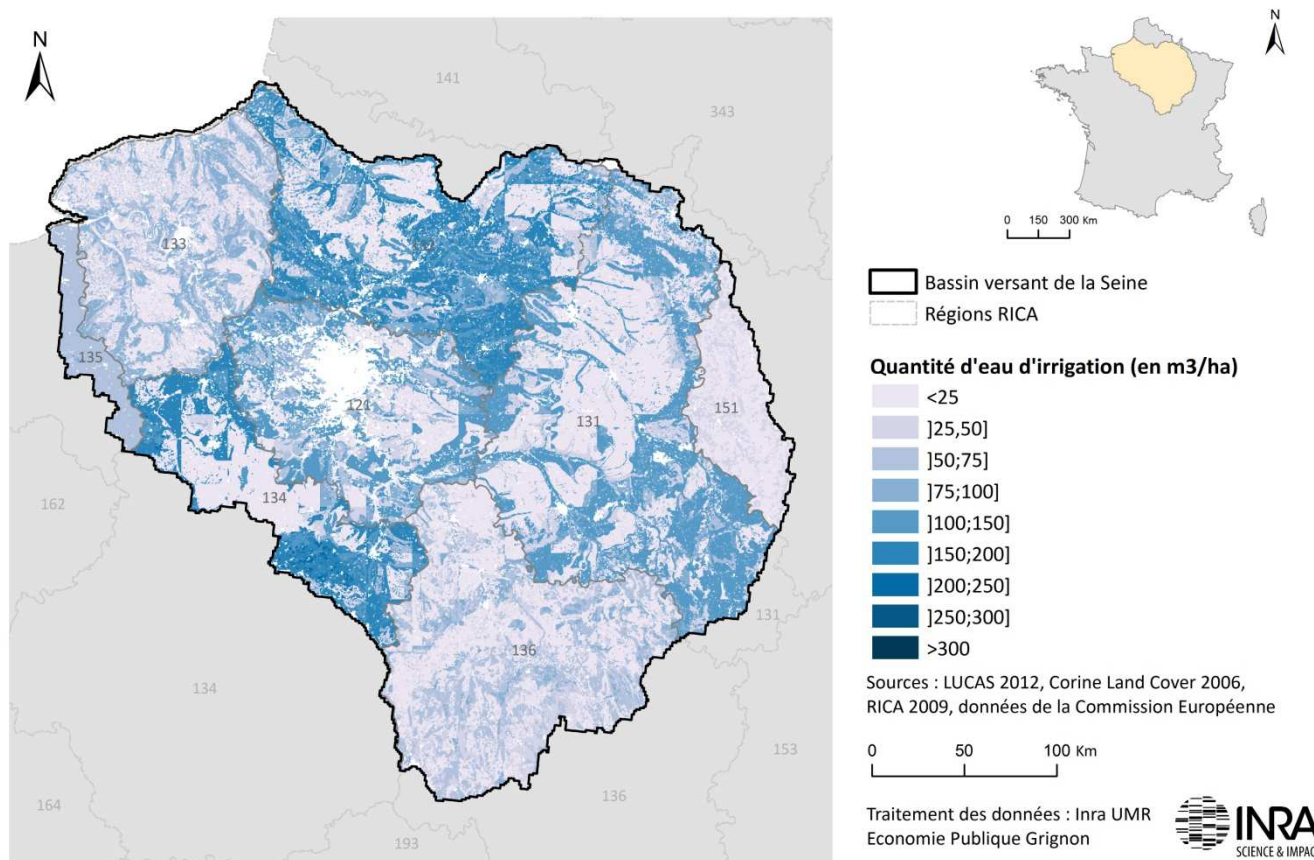 N
141
343
133
135
121
131
151
134
162
136
131
134
153
164
136
193
N
0 150 300 Km
Bassin versant de la Seine
Régions RICA
Quantité d'eau d'irrigation (en m3/ha)
<25
]25,50]
]50;75]
]75;100]
]100;150]
]150;200]
]200;250]
]250;300]
>300
Sources : LUCAS 2012, Corine Land Cover 2006,
RICA 2009, données de la Commission Européenne
0 50 100 Km
Traitement des données : Inra UMR
Economie Publique Grignon
INRA
SCIENCE & IMPACT